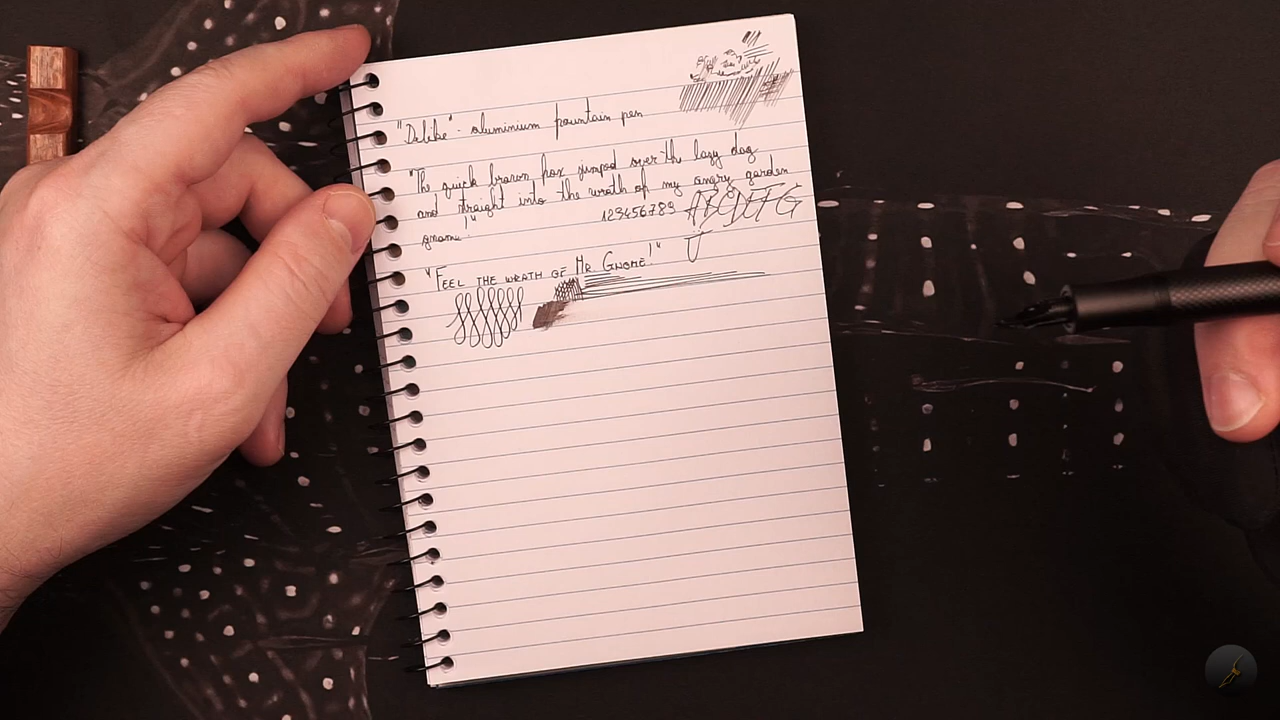 "Delike" - aluminium fountain pen
"The quick brown fox jumped over the lazy dog
and straight into the wrath of my angry garden
gnome!"
123456789 ABCDEFG
"FEEL THE WRATH OF MR GNOME!"